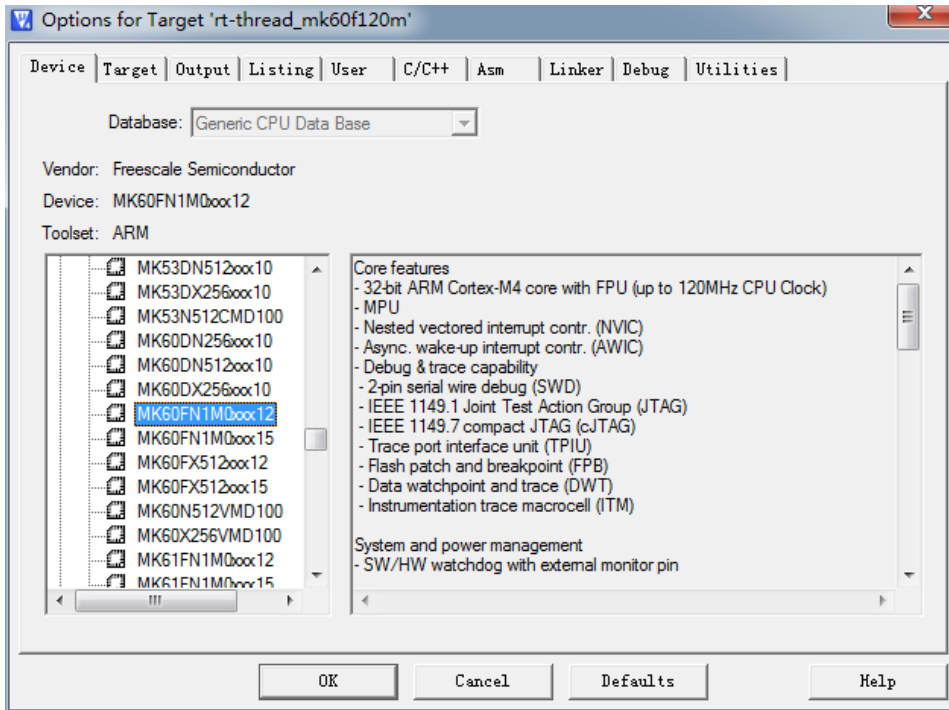 Options for Target 'rt-thread_mk60f120m'
Device Target Output Listing User C/C++ Asm Linker Debug Utilities
Database: Generic CPU Data Base
Vendor: Freescale Semiconductor
Device: MK60FN1M0xxx12
Toolset: ARM
MK53DN512xxx10
MK53DX256xxx10
MK53N512CMD100
MK60DN256xxx10
MK60DN512xxx10
MK60DX256xxx10
MK60FN1M0xxx12
MK60FN1M0xxx15
MK60FX512xxx12
MK60FX512xxx15
MK60N512VMD100
MK60X256VMD100
MK61FN1M0xxx12
MK61FN1M0xxx15
Core features
- 32-bit ARM Cortex-M4 core with FPU (up to 120MHz CPU Clock)
- MPU
- Nested vectored interrupt contr. (NVIC)
- Async. wake-up interrupt contr. (AWIC)
- Debug & trace capability
- 2-pin serial wire debug (SWD)
- IEEE 1149.1 Joint Test Action Group (JTAG)
- IEEE 1149.7 compact JTAG (cJTAG)
- Trace port interface unit (TPIU)
- Flash patch and breakpoint (FPB)
- Data watchpoint and trace (DWT)
- Instrumentation trace macrocell (ITM)
System and power management
- SW/HW watchdog with external monitor pin
OK Cancel Defaults Help